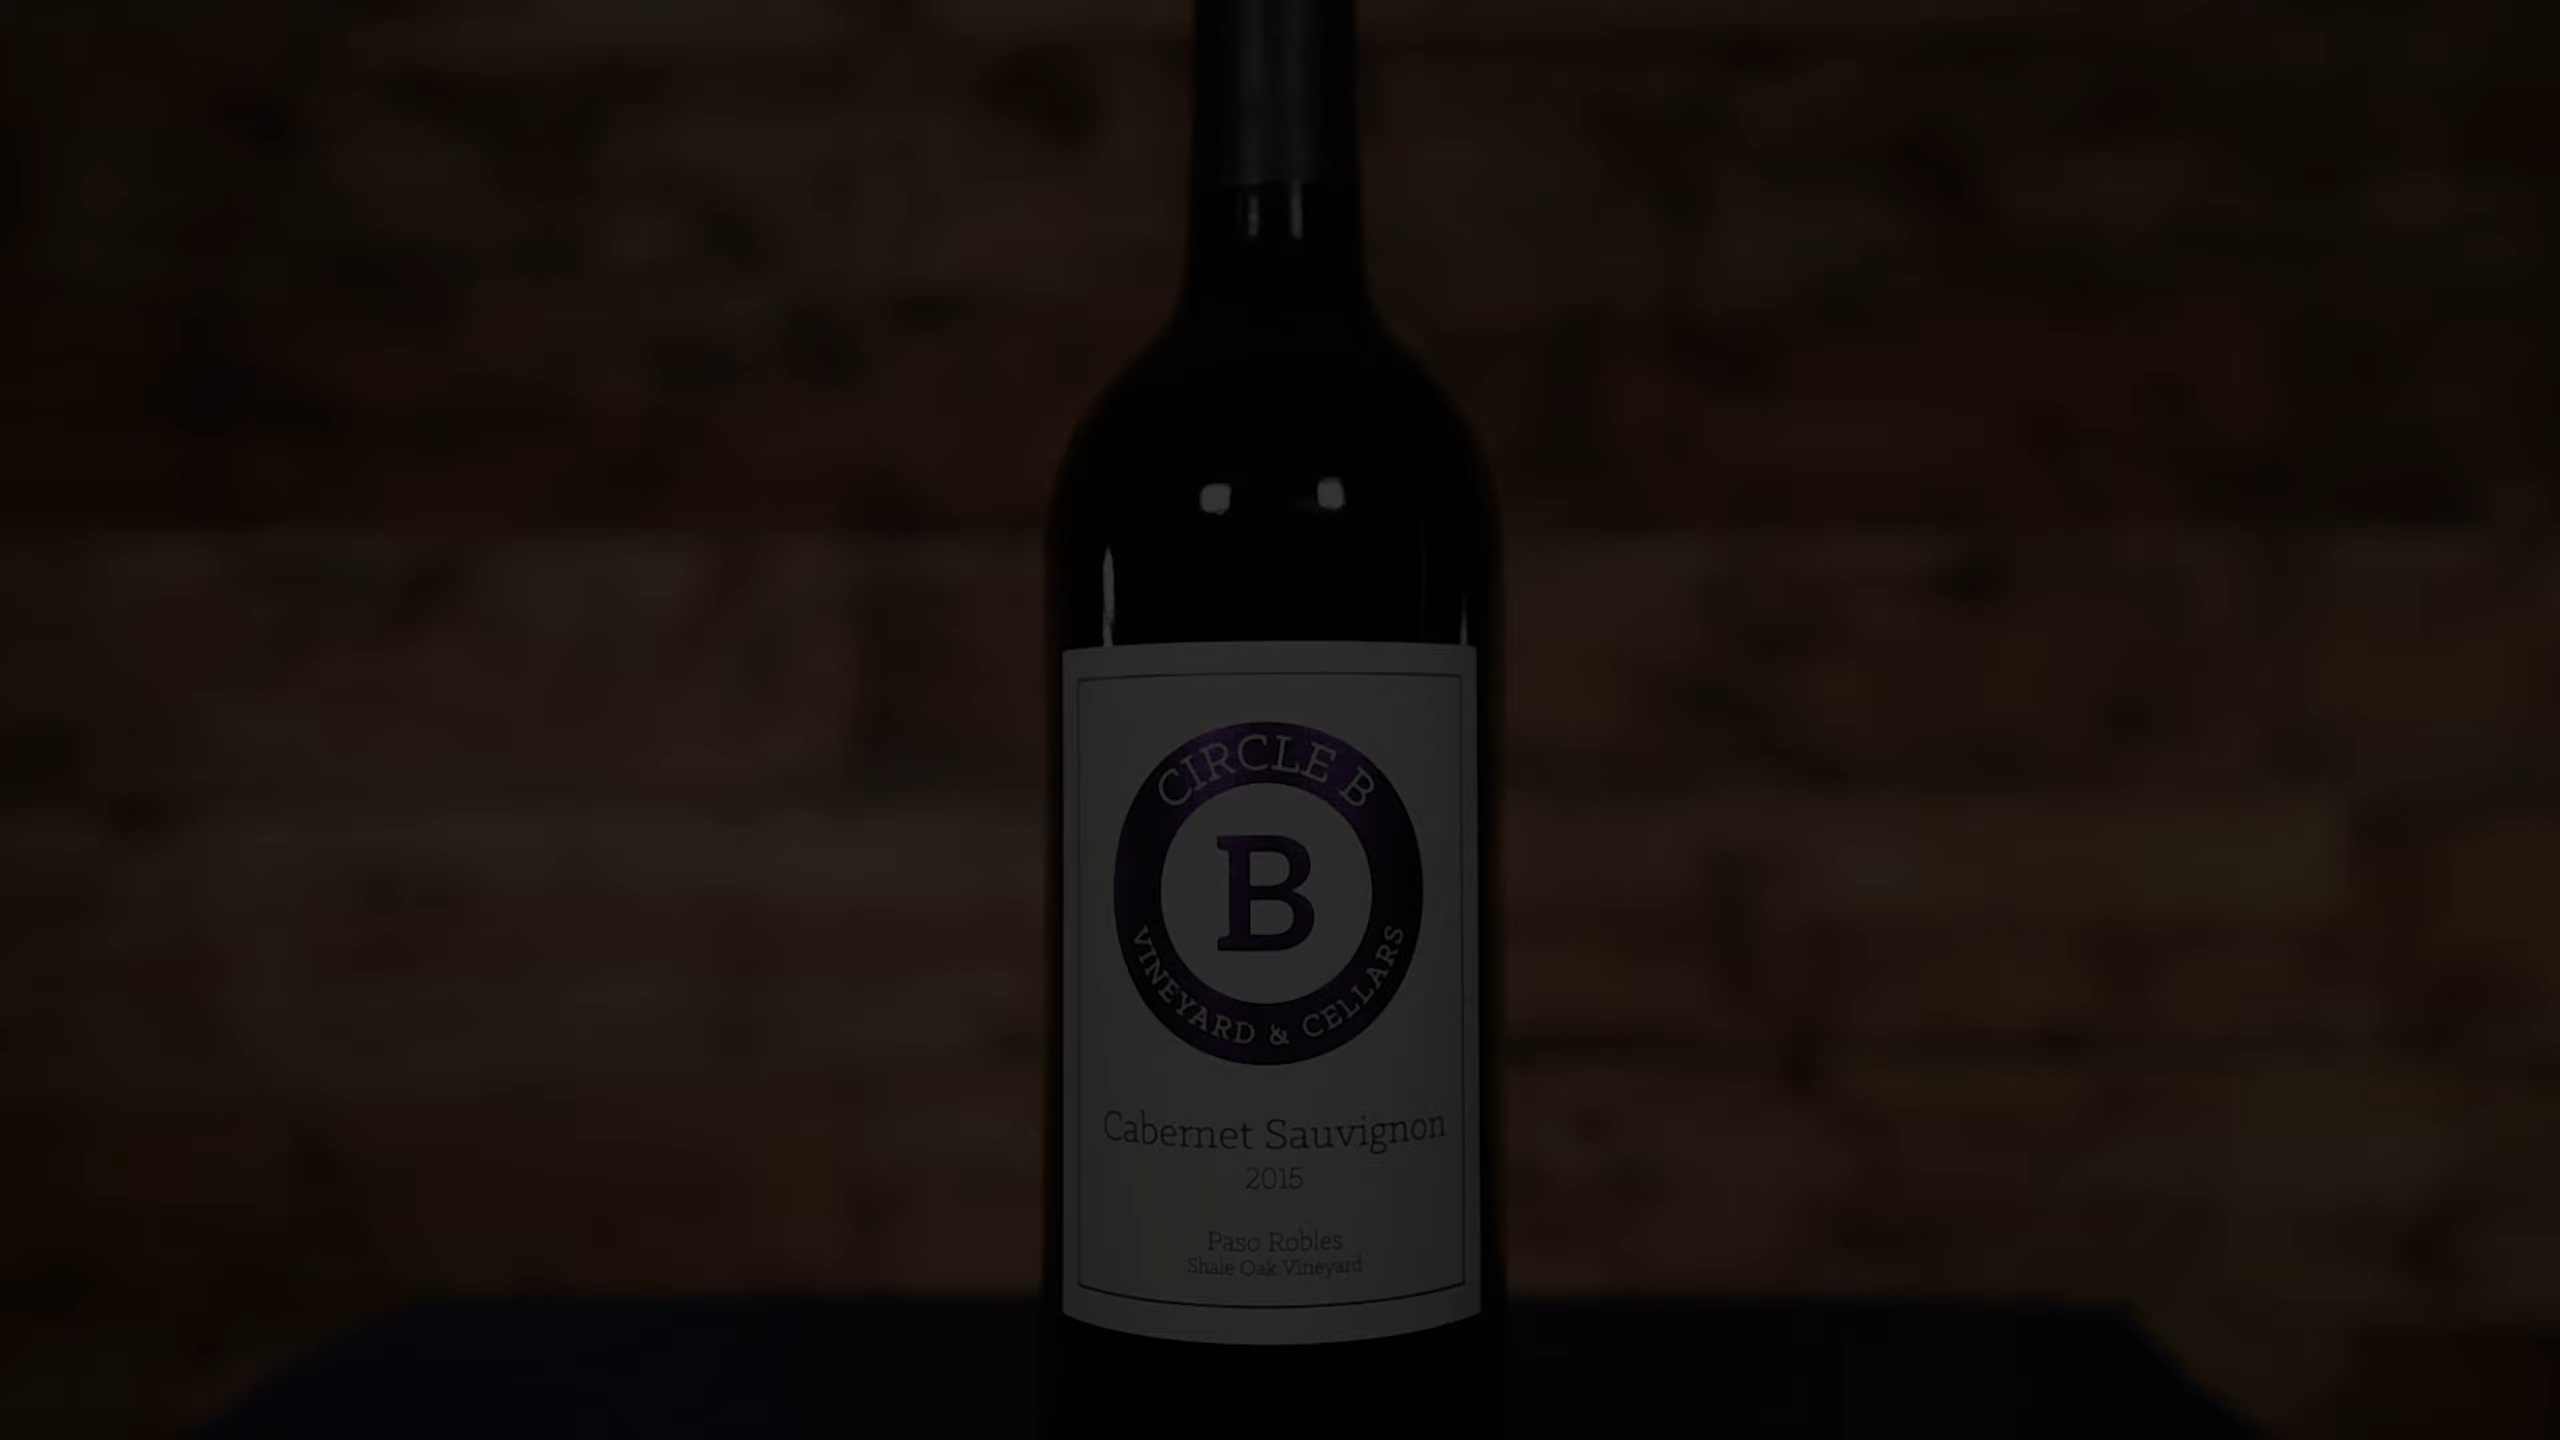 CIRCLE B
B
VINEYARD & CELLARS
Cabernet Sauvignon
2015
Paso Robles
Shale Oak Vineyard